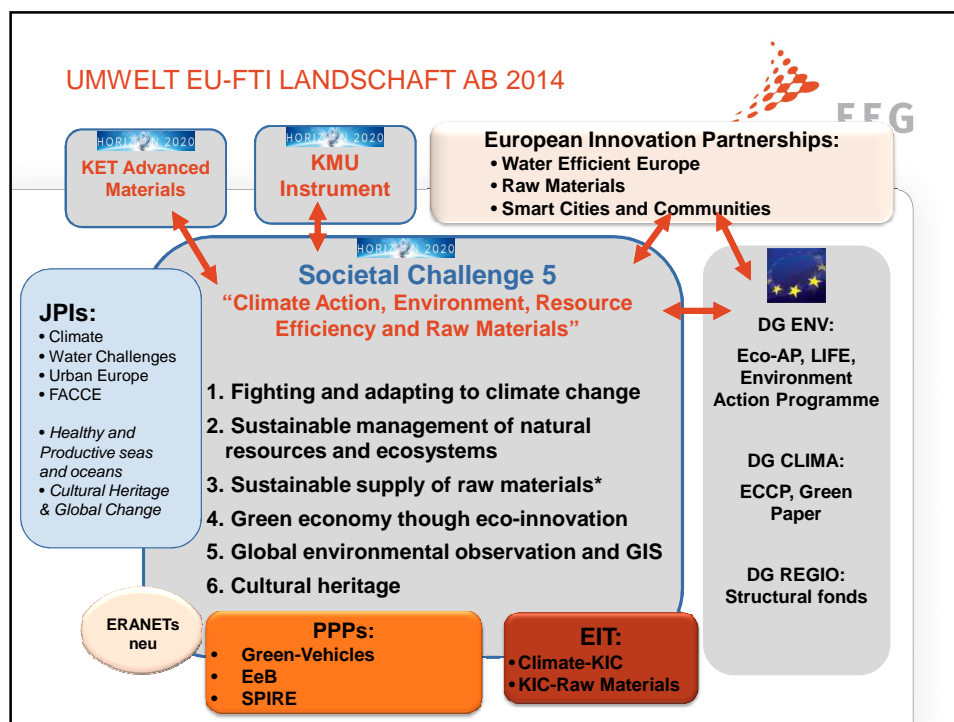 UMWELT EU-FTI LANDSCHAFT AB 2014
FFG
HORIZON 2020
KET Advanced
Materials
HORIZON 2020
KMU
Instrument
European Innovation Partnerships:
• Water Efficient Europe
• Raw Materials
• Smart Cities and Communities
HORIZON 2020
Societal Challenge 5
“Climate Action, Environment, Resource
Efficiency and Raw Materials”
1. Fighting and adapting to climate change
2. Sustainable management of natural
resources and ecosystems
3. Sustainable supply of raw materials*
4. Green economy though eco-innovation
5. Global environmental observation and GIS
6. Cultural heritage
JPIs:
• Climate
• Water Challenges
• Urban Europe
• FACCE
• Healthy and
Productive seas
and oceans
• Cultural Heritage
& Global Change
DG ENV:
Eco-AP, LIFE,
Environment
Action Programme
DG CLIMA:
ECCP, Green
Paper
DG REGIO:
Structural fonds
ERANETs
neu
PPPs:
• Green-Vehicles
• EeB
• SPIRE
EIT:
• Climate-KIC
• KIC-Raw Materials